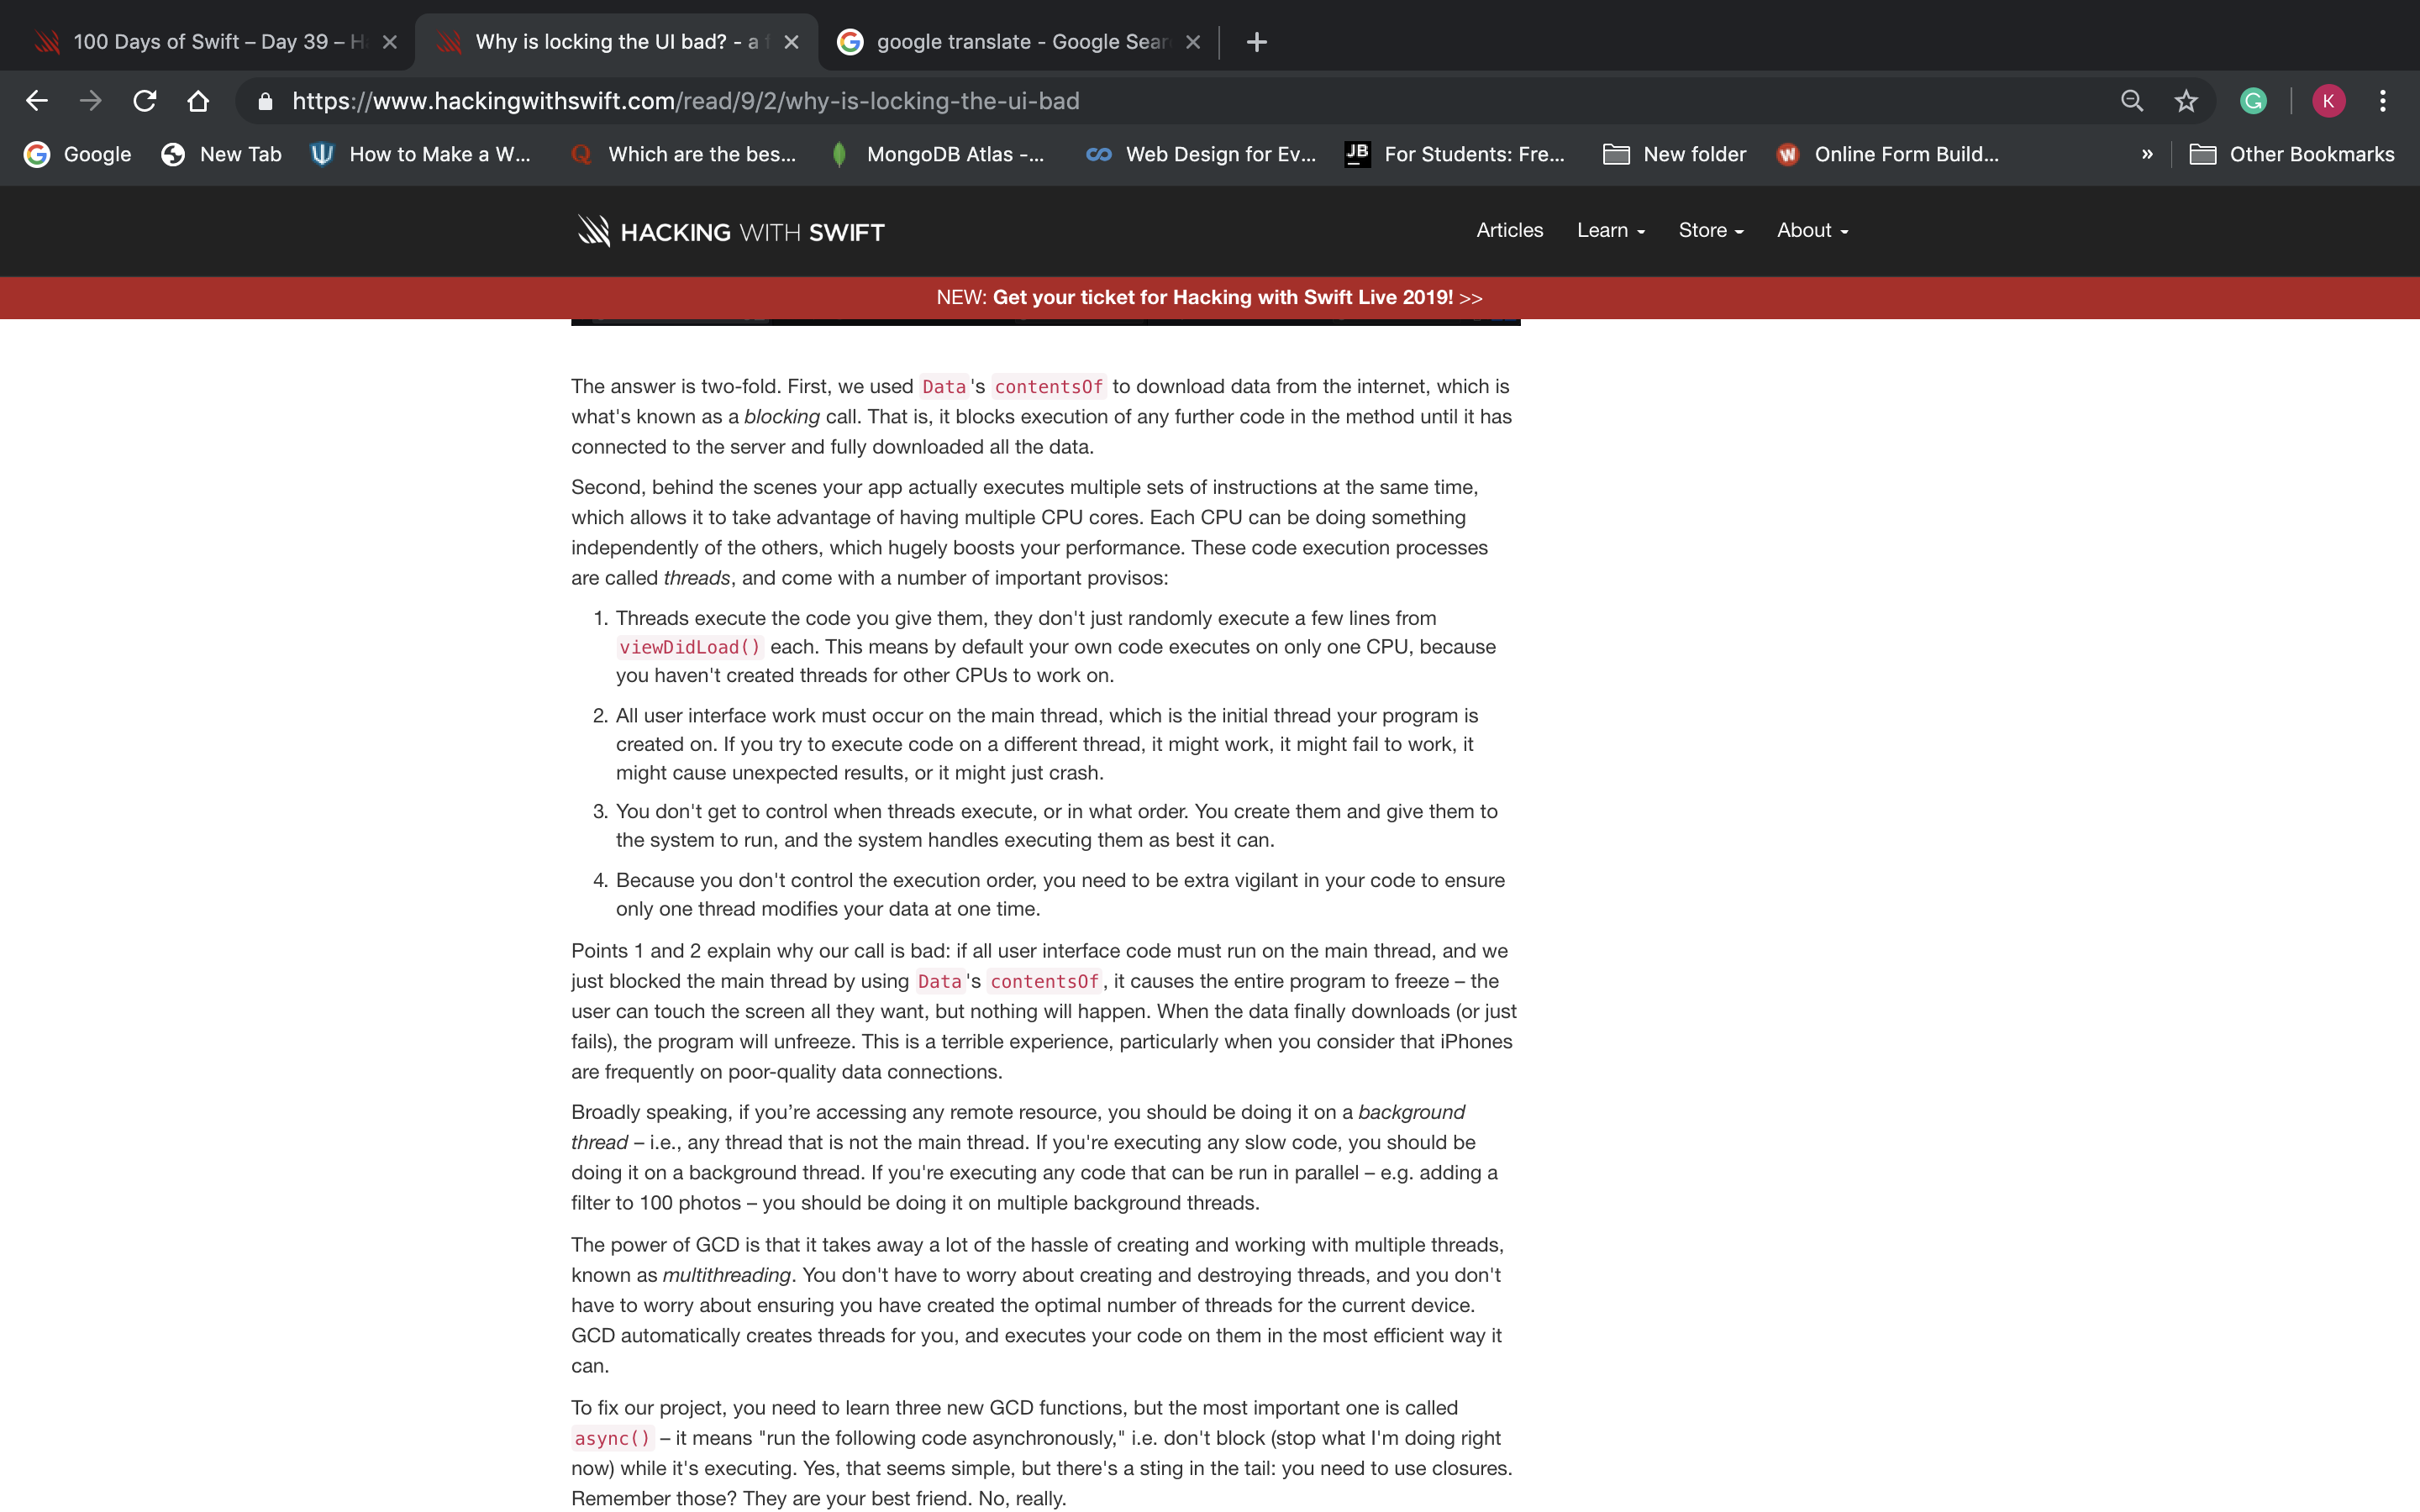 100 Days of Swift – Day 39 –
Why is locking the UI bad? - a
google translate - Google Sear
https://www.hackingwithswift.com/read/9/2/why-is-locking-the-ui-bad
K
Google
New Tab
How to Make a W...
Which are the bes...
MongoDB Atlas -...
Web Design for Ev...
JB
For Students: Fre...
New folder
W
Online Form Build...
»
Other Bookmarks
HACKING WITH SWIFT
Articles
Learn
Store
About
NEW: Get your ticket for Hacking with Swift Live 2019! >>
The answer is two-fold. First, we used Data's contentsOf to download data from the internet, which is
what's known as a blocking call. That is, it blocks execution of any further code in the method until it has
connected to the server and fully downloaded all the data.
Second, behind the scenes your app actually executes multiple sets of instructions at the same time,
which allows it to take advantage of having multiple CPU cores. Each CPU can be doing something
independently of the others, which hugely boosts your performance. These code execution processes
are called threads, and come with a number of important provisos:
1. Threads execute the code you give them, they don't just randomly execute a few lines from
viewDidLoad() each. This means by default your own code executes on only one CPU, because
you haven't created threads for other CPUs to work on.
2. All user interface work must occur on the main thread, which is the initial thread your program is
created on. If you try to execute code on a different thread, it might work, it might fail to work, it
might cause unexpected results, or it might just crash.
3. You don't get to control when threads execute, or in what order. You create them and give them to
the system to run, and the system handles executing them as best it can.
4. Because you don't control the execution order, you need to be extra vigilant in your code to ensure
only one thread modifies your data at one time.
Points 1 and 2 explain why our call is bad: if all user interface code must run on the main thread, and we
just blocked the main thread by using Data's contentsOf, it causes the entire program to freeze – the
user can touch the screen all they want, but nothing will happen. When the data finally downloads (or just
fails), the program will unfreeze. This is a terrible experience, particularly when you consider that iPhones
are frequently on poor-quality data connections.
Broadly speaking, if you’re accessing any remote resource, you should be doing it on a background
thread – i.e., any thread that is not the main thread. If you're executing any slow code, you should be
doing it on a background thread. If you're executing any code that can be run in parallel – e.g. adding a
filter to 100 photos – you should be doing it on multiple background threads.
The power of GCD is that it takes away a lot of the hassle of creating and working with multiple threads,
known as multithreading. You don't have to worry about creating and destroying threads, and you don't
have to worry about ensuring you have created the optimal number of threads for the current device.
GCD automatically creates threads for you, and executes your code on them in the most efficient way it
can.
To fix our project, you need to learn three new GCD functions, but the most important one is called
async() – it means "run the following code asynchronously," i.e. don't block (stop what I'm doing right
now) while it's executing. Yes, that seems simple, but there's a sting in the tail: you need to use closures.
Remember those? They are your best friend. No, really.